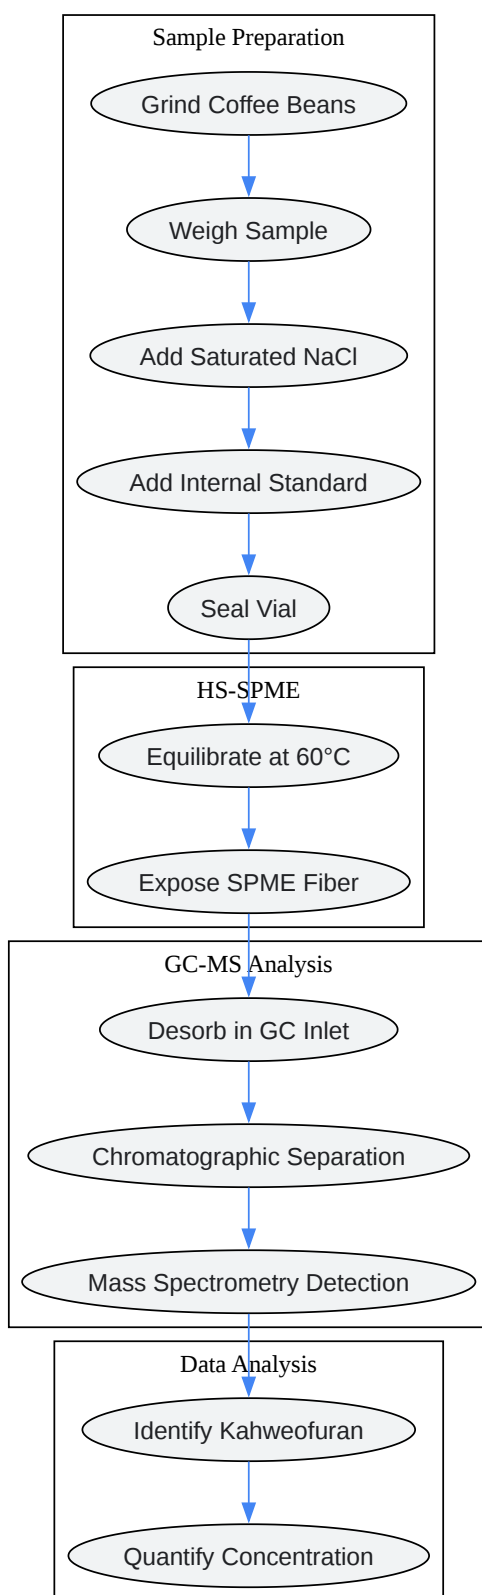 Sample Preparation
Grind Coffee Beans
Weigh Sample
Add Saturated NaCl
Add Internal Standard
Seal Vial
HS-SPME
Equilibrate at 60°C
Expose SPME Fiber
GC-MS Analysis
Desorb in GC Inlet
Chromatographic Separation
Mass Spectrometry Detection
Data Analysis
Identify Kahweofuran
Quantify Concentration